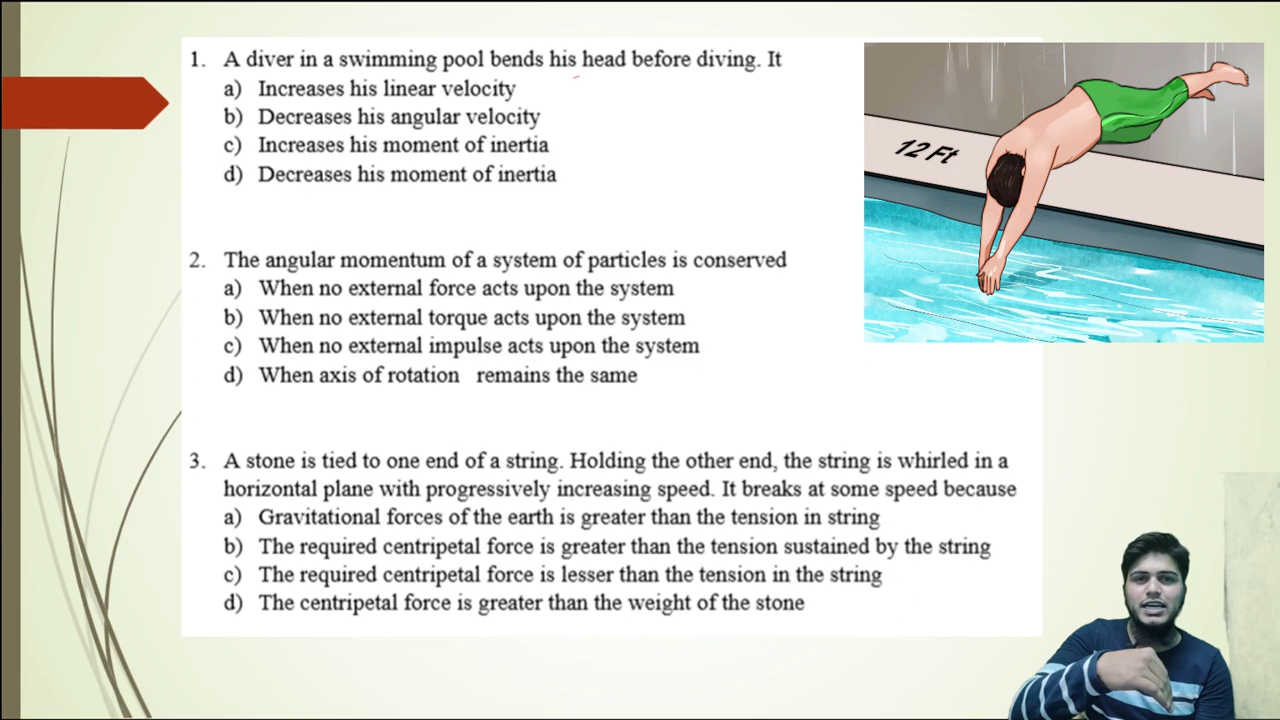 1. A diver in a swimming pool bends his head before diving. It
a) Increases his linear velocity
b) Decreases his angular velocity
c) Increases his moment of inertia
d) Decreases his moment of inertia
12 Ft
2. The angular momentum of a system of particles is conserved
a) When no external force acts upon the system
b) When no external torque acts upon the system
c) When no external impulse acts upon the system
d) When axis of rotation remains the same
3. A stone is tied to one end of a string. Holding the other end, the string is whirled in a
horizontal plane with progressively increasing speed. It breaks at some speed because
a) Gravitational forces of the earth is greater than the tension in string
b) The required centripetal force is greater than the tension sustained by the string
c) The required centripetal force is lesser than the tension in the string
d) The centripetal force is greater than the weight of the stone